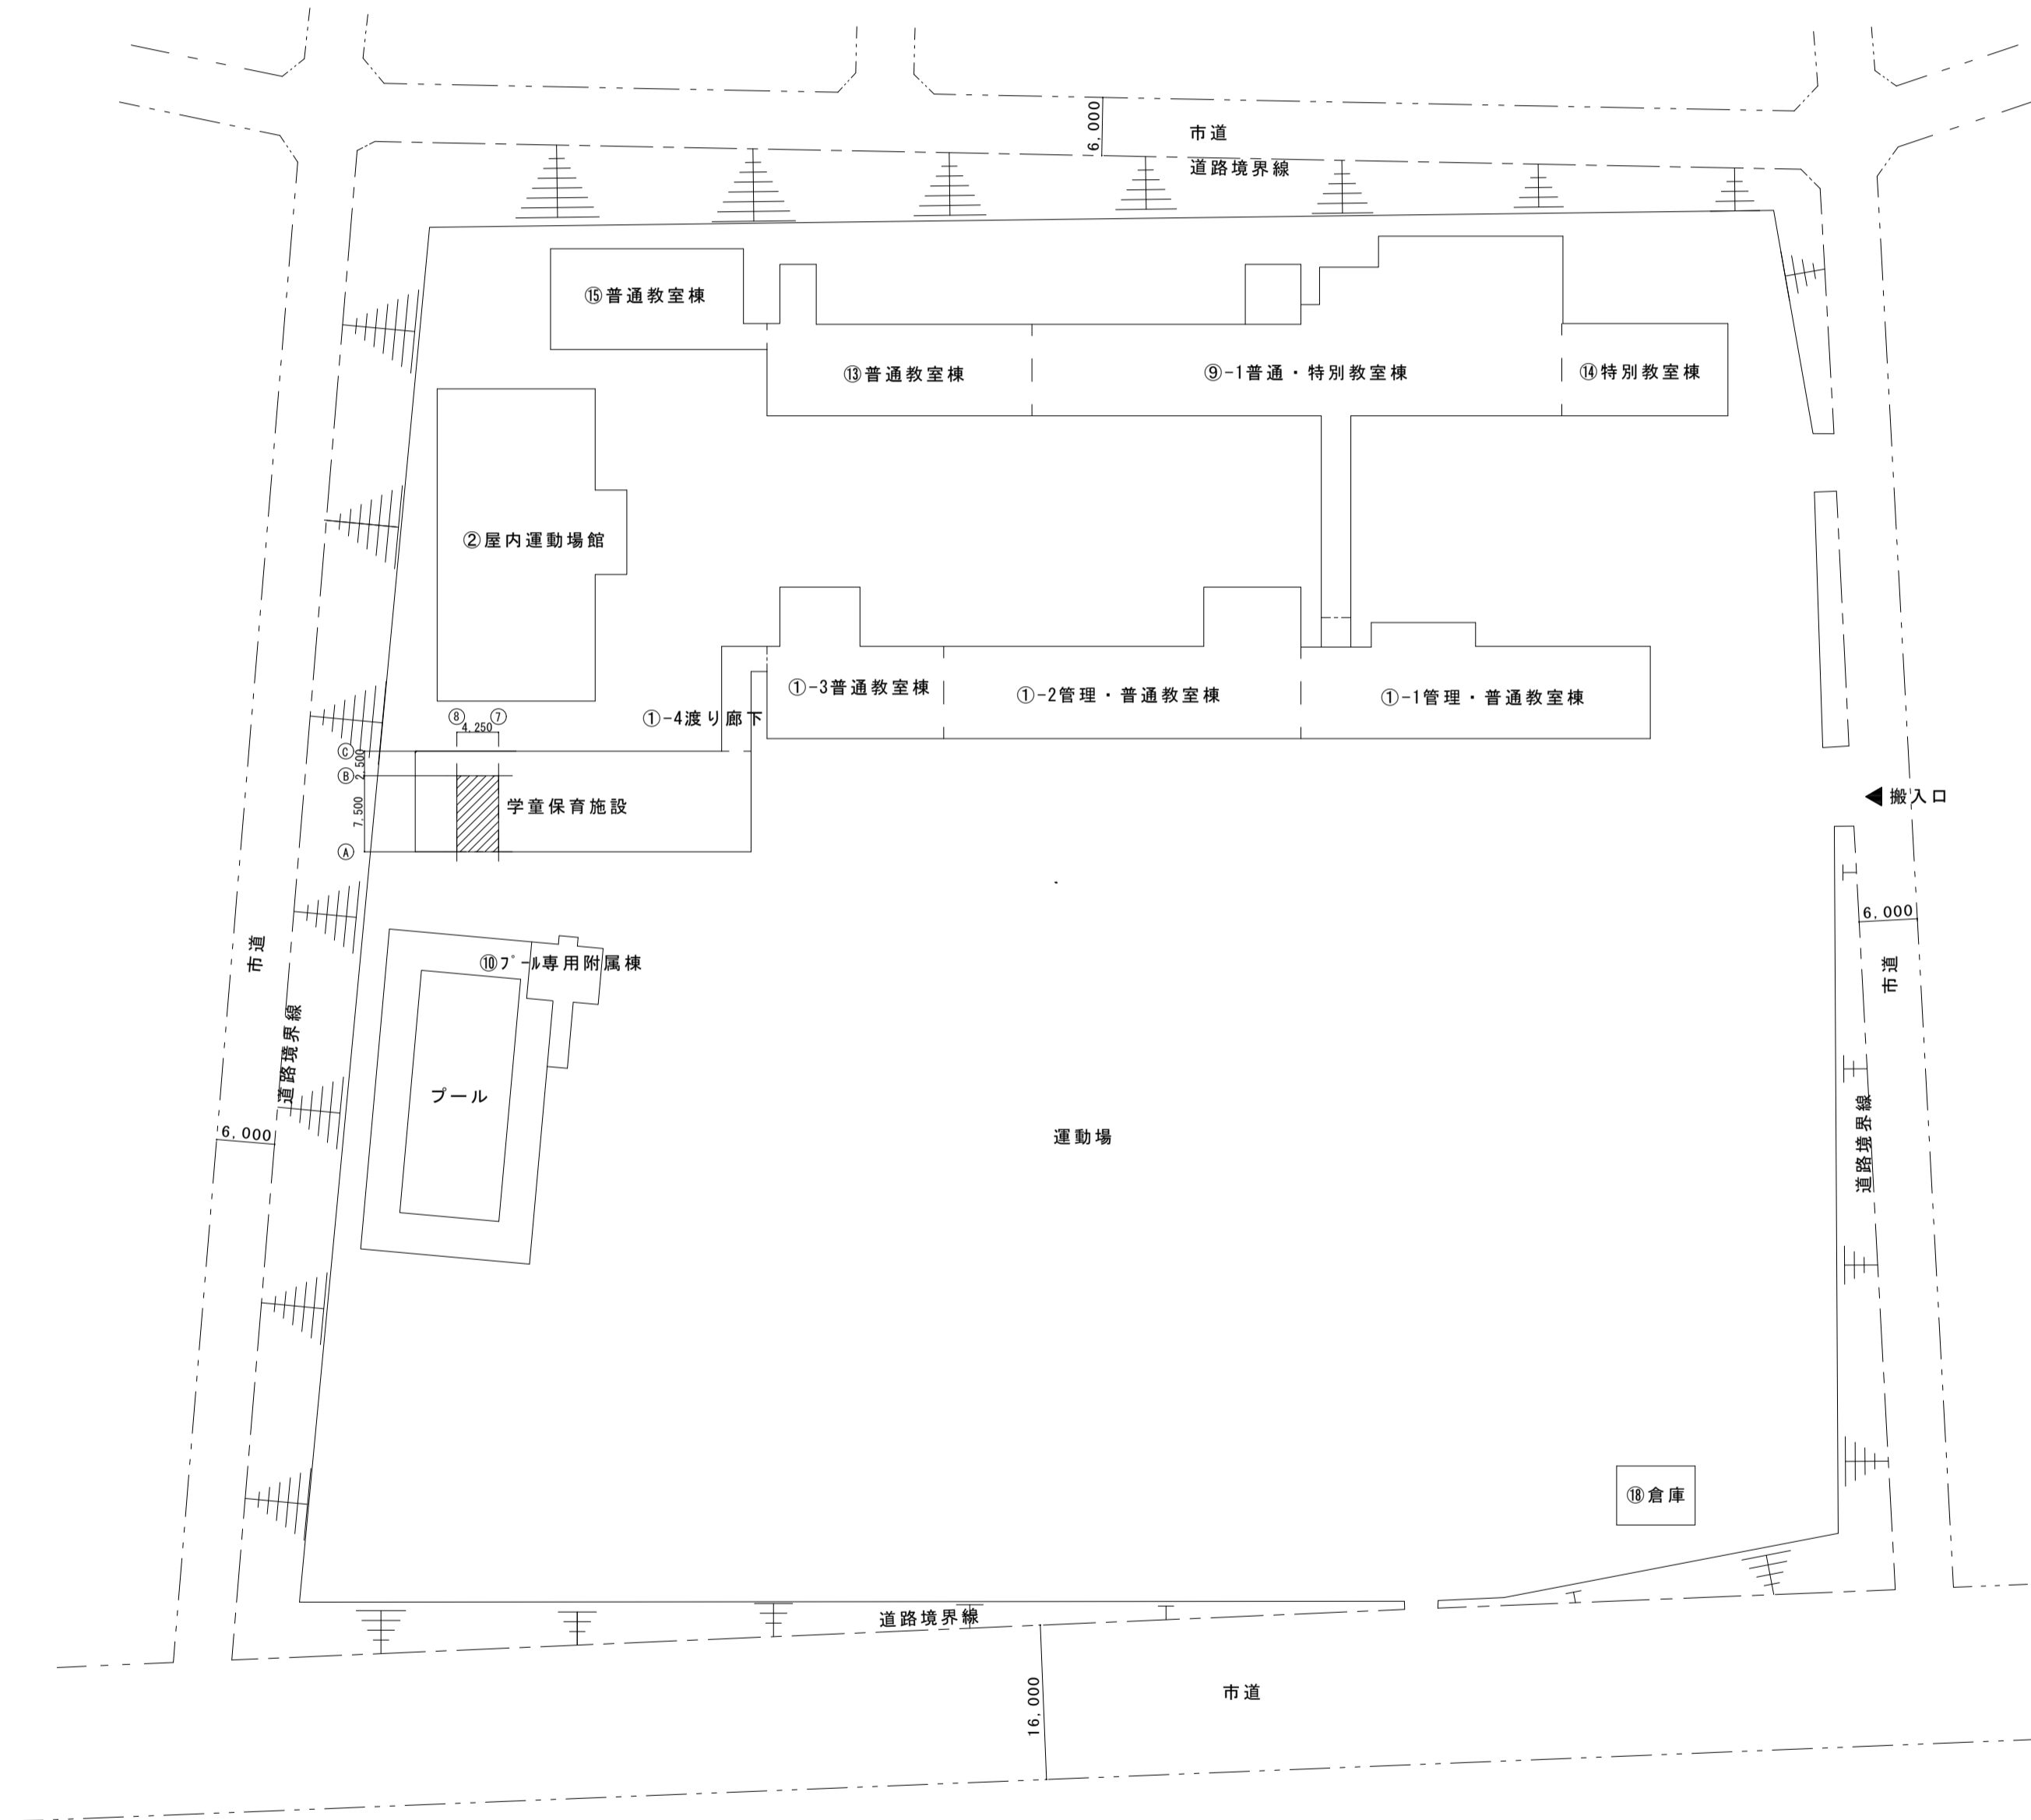 6,000
市道
道路境界線
⑮普通教室棟
⑬普通教室棟
⑨-1普通・特別教室棟
⑭特別教室棟
②屋内運動場館
①-3普通教室棟
①-2管理・普通教室棟
①-1管理・普通教室棟
①-4渡り廊下
⑧
⑦
4,250
C
2,500
B
7,500
A
学童保育施設
搬入口
6,000
市道
市道
道路境界線
⑩プール専用附属棟
プール
6,000
運動場
道路境界線
⑱倉庫
道路境界線
16,000
市道